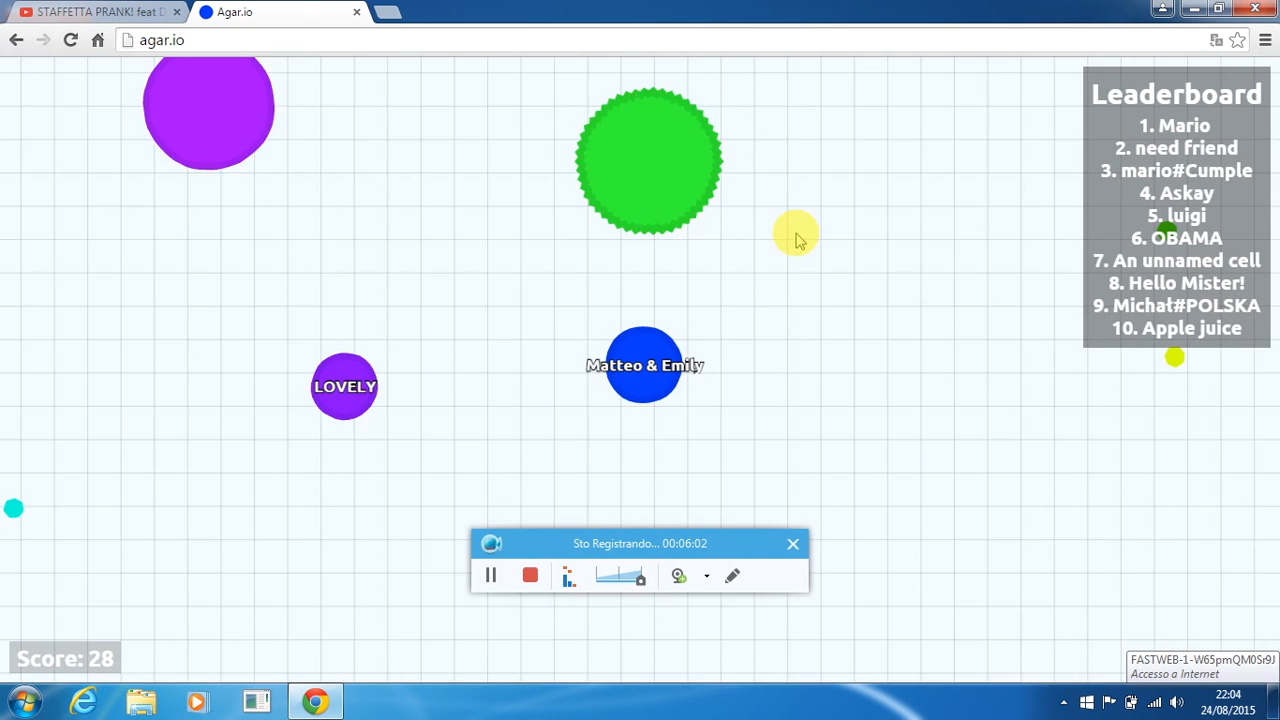 STAFFETTA PRANK! feat D
Agar.io
agar.io
Leaderboard
1. Mario
2. need friend
3. mario#Cumple
4. Askay
5. luigi
6. OBAMA
7. An unnamed cell
8. Hello Mister!
9. Michał#POLSKA
10. Apple juice
Matteo & Emily
LOVELY
Sto Registrando... 00:06:02
Score: 28
FASTWEB-1-W65pmQM0Sr9J
Accesso a Internet
22:04
24/08/2015